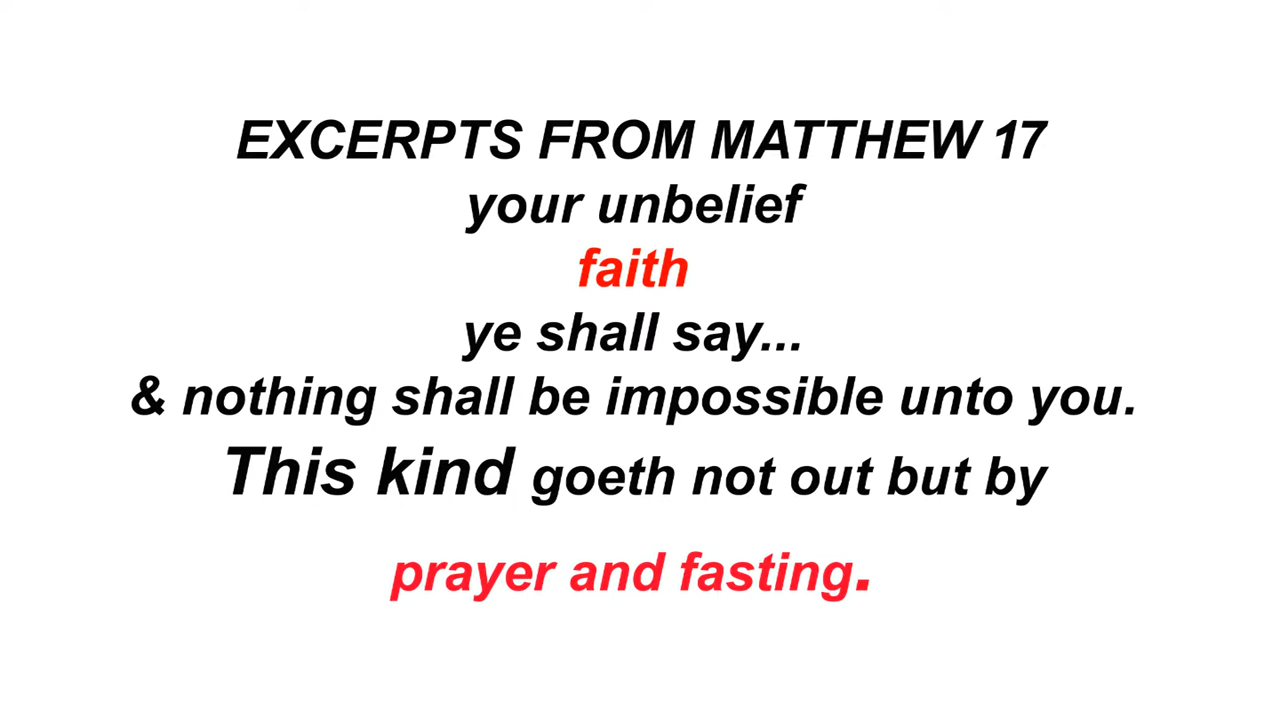 EXCERPTS FROM MATTHEW 17
your unbelief
faith
ye shall say...
& nothing shall be impossible unto you.
This kind goeth not out but by
prayer and fasting.